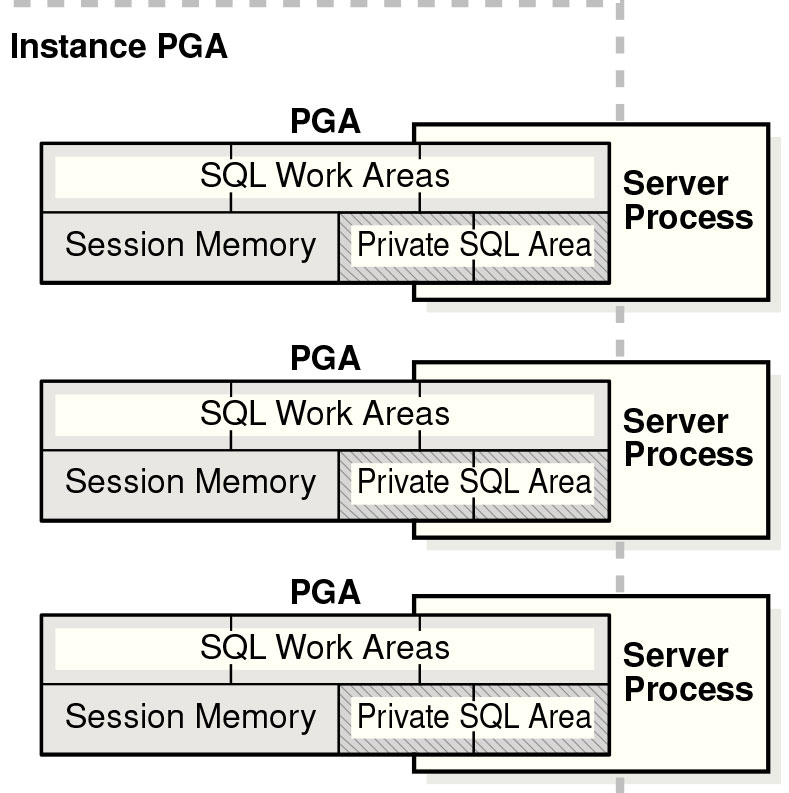 Instance PGA
PGA
SQL Work Areas
Server
Process
Session Memory
Private SQL Area
PGA
SQL Work Areas
Server
Process
Session Memory
Private SQL Area
PGA
SQL Work Areas
Server
Process
Session Memory
Private SQL Area